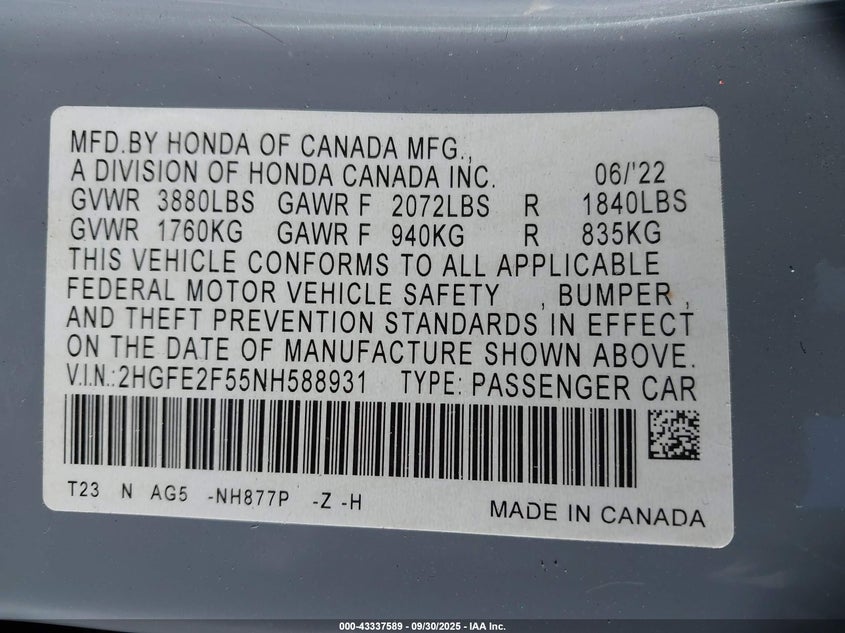 MFD.BY HONDA OF CANADA MFG.,
A DIVISION OF HONDA CANADA INC. 06/'22
GVWR 3880LBS GAWR F 2072LBS R 1840LBS
GVWR 1760KG GAWR F 940KG R 835KG
THIS VEHICLE CONFORMS TO ALL APPLICABLE
FEDERAL MOTOR VEHICLE SAFETY , BUMPER ,
AND THEFT PREVENTION STANDARDS IN EFFECT
ON THE DATE OF MANUFACTURE SHOWN ABOVE.
V.I.N.:2HGFE2F55NH588931 TYPE: PASSENGER CAR
T23 N AG5 -NH877P -Z -H
MADE IN CANADA
000-43337589 - 09/30/2025 - IAA Inc.